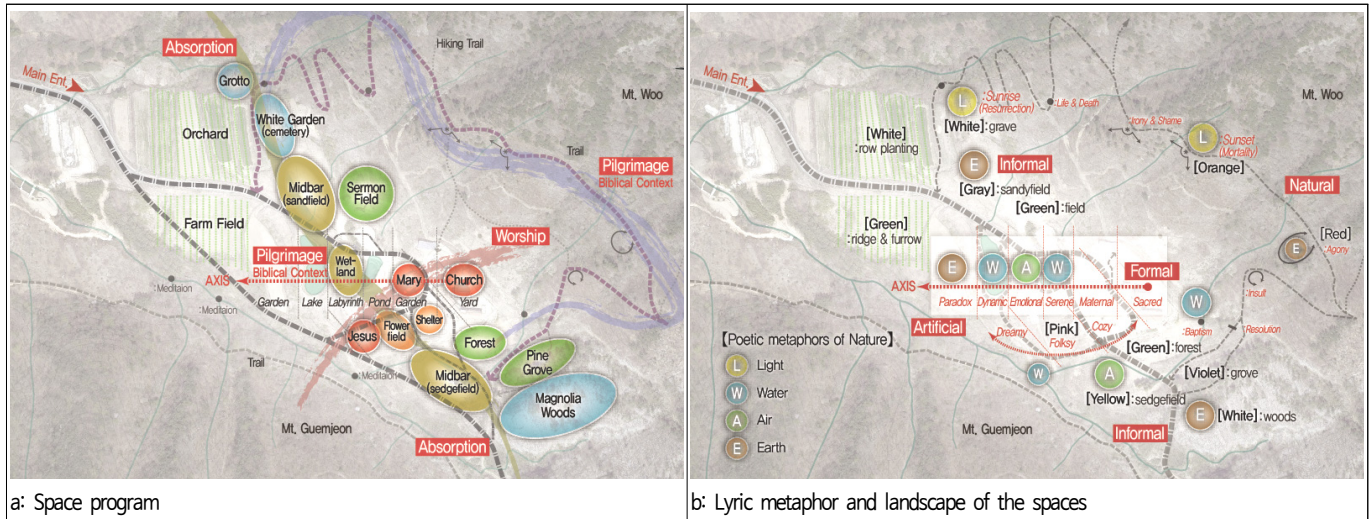 Absorption
Hiking Trail
Main Ent.
Grotto
Mt. Woo
White Garden
(cemetery)
Orchard
Trail
Pilgrimage
Biblical Context
Midbar
(sandfield)
Sermon
Field
Farm Field
Worship
Pilgrimage
Biblical Context
Wet-
land
Mary
Church
AXIS
Meditaion
Garden
Lake
Labyrinth
Pond
Garden
Yard
:Meditaion
Shelter
Jesus
Flower
field
Forest
Trail
:Meditaion
Midbar
(sedgefield)
Pine
Grove
Magnolia
Woods
Mt. Guemjeon
Absorption
a: Space program
Main Ent.
Mt. Woo
L
:Sunrise
(Resurrection)
:Life & Death
[White]:grave
:Irony & Shame
L
:Sunset
(Mortality)
[Orange]
[White]
:row planting
E
Informal
[Gray]:sandyfield
[Green]:field
Natural
[Green]
:ridge & furrow
[Red]
E
:Agony
E
W
A
W
Formal
AXIS
Paradox
Dynamic
Emotional
Serene
Maternal
Sacred
W
:Insult
Artificial
Dreamy
[Pink]
Folksy
Cozy
:Baptism
:Resolution
[Green]:forest
【Poetic metaphors of Nature】
L Light
W Water
A Air
E Earth
W
A
[Violet]:grove
[Yellow]:sedgefield
E
[White]:woods
Mt. Guemjeon
Informal
b: Lyric metaphor and landscape of the spaces